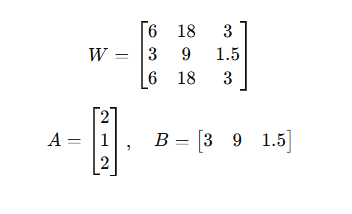 W = [6 18 3
3 9 1.5
6 18 3]
A = [2
1
2], B = [3 9 1.5]